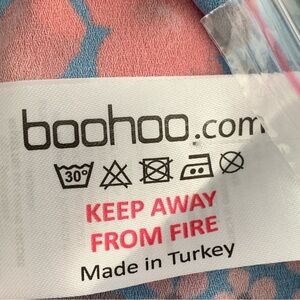 boohoo.com
30°
KEEP AWAY
FROM FIRE
Made in Turkey